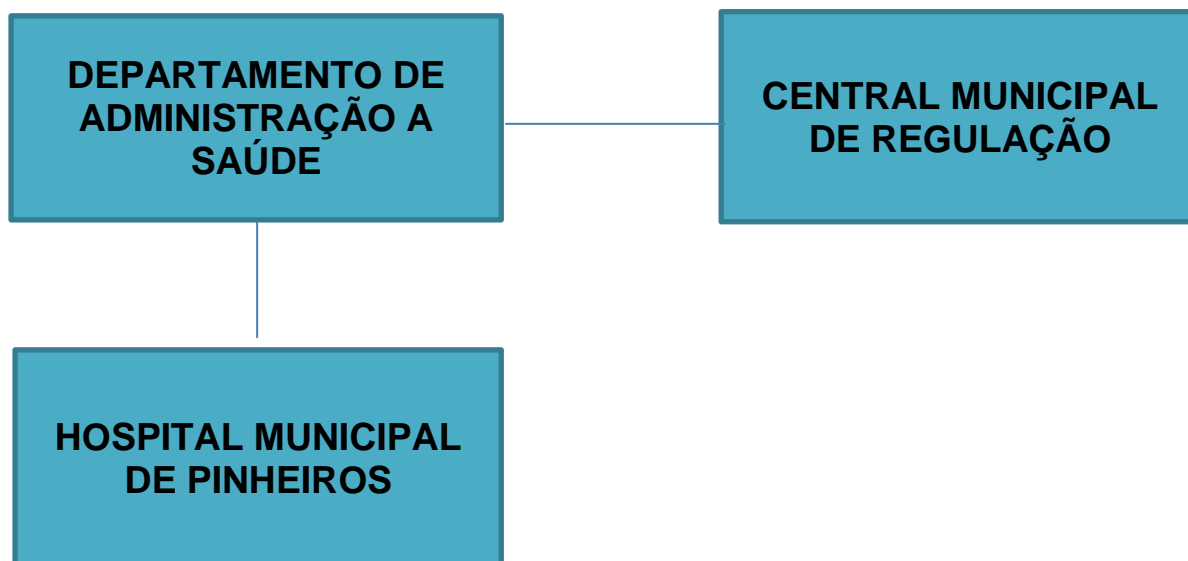 DEPARTAMENTO DE
ADMINISTRAÇÃO A
SAÚDE
CENTRAL MUNICIPAL
DE REGULAÇÃO
HOSPITAL MUNICIPAL
DE PINHEIROS